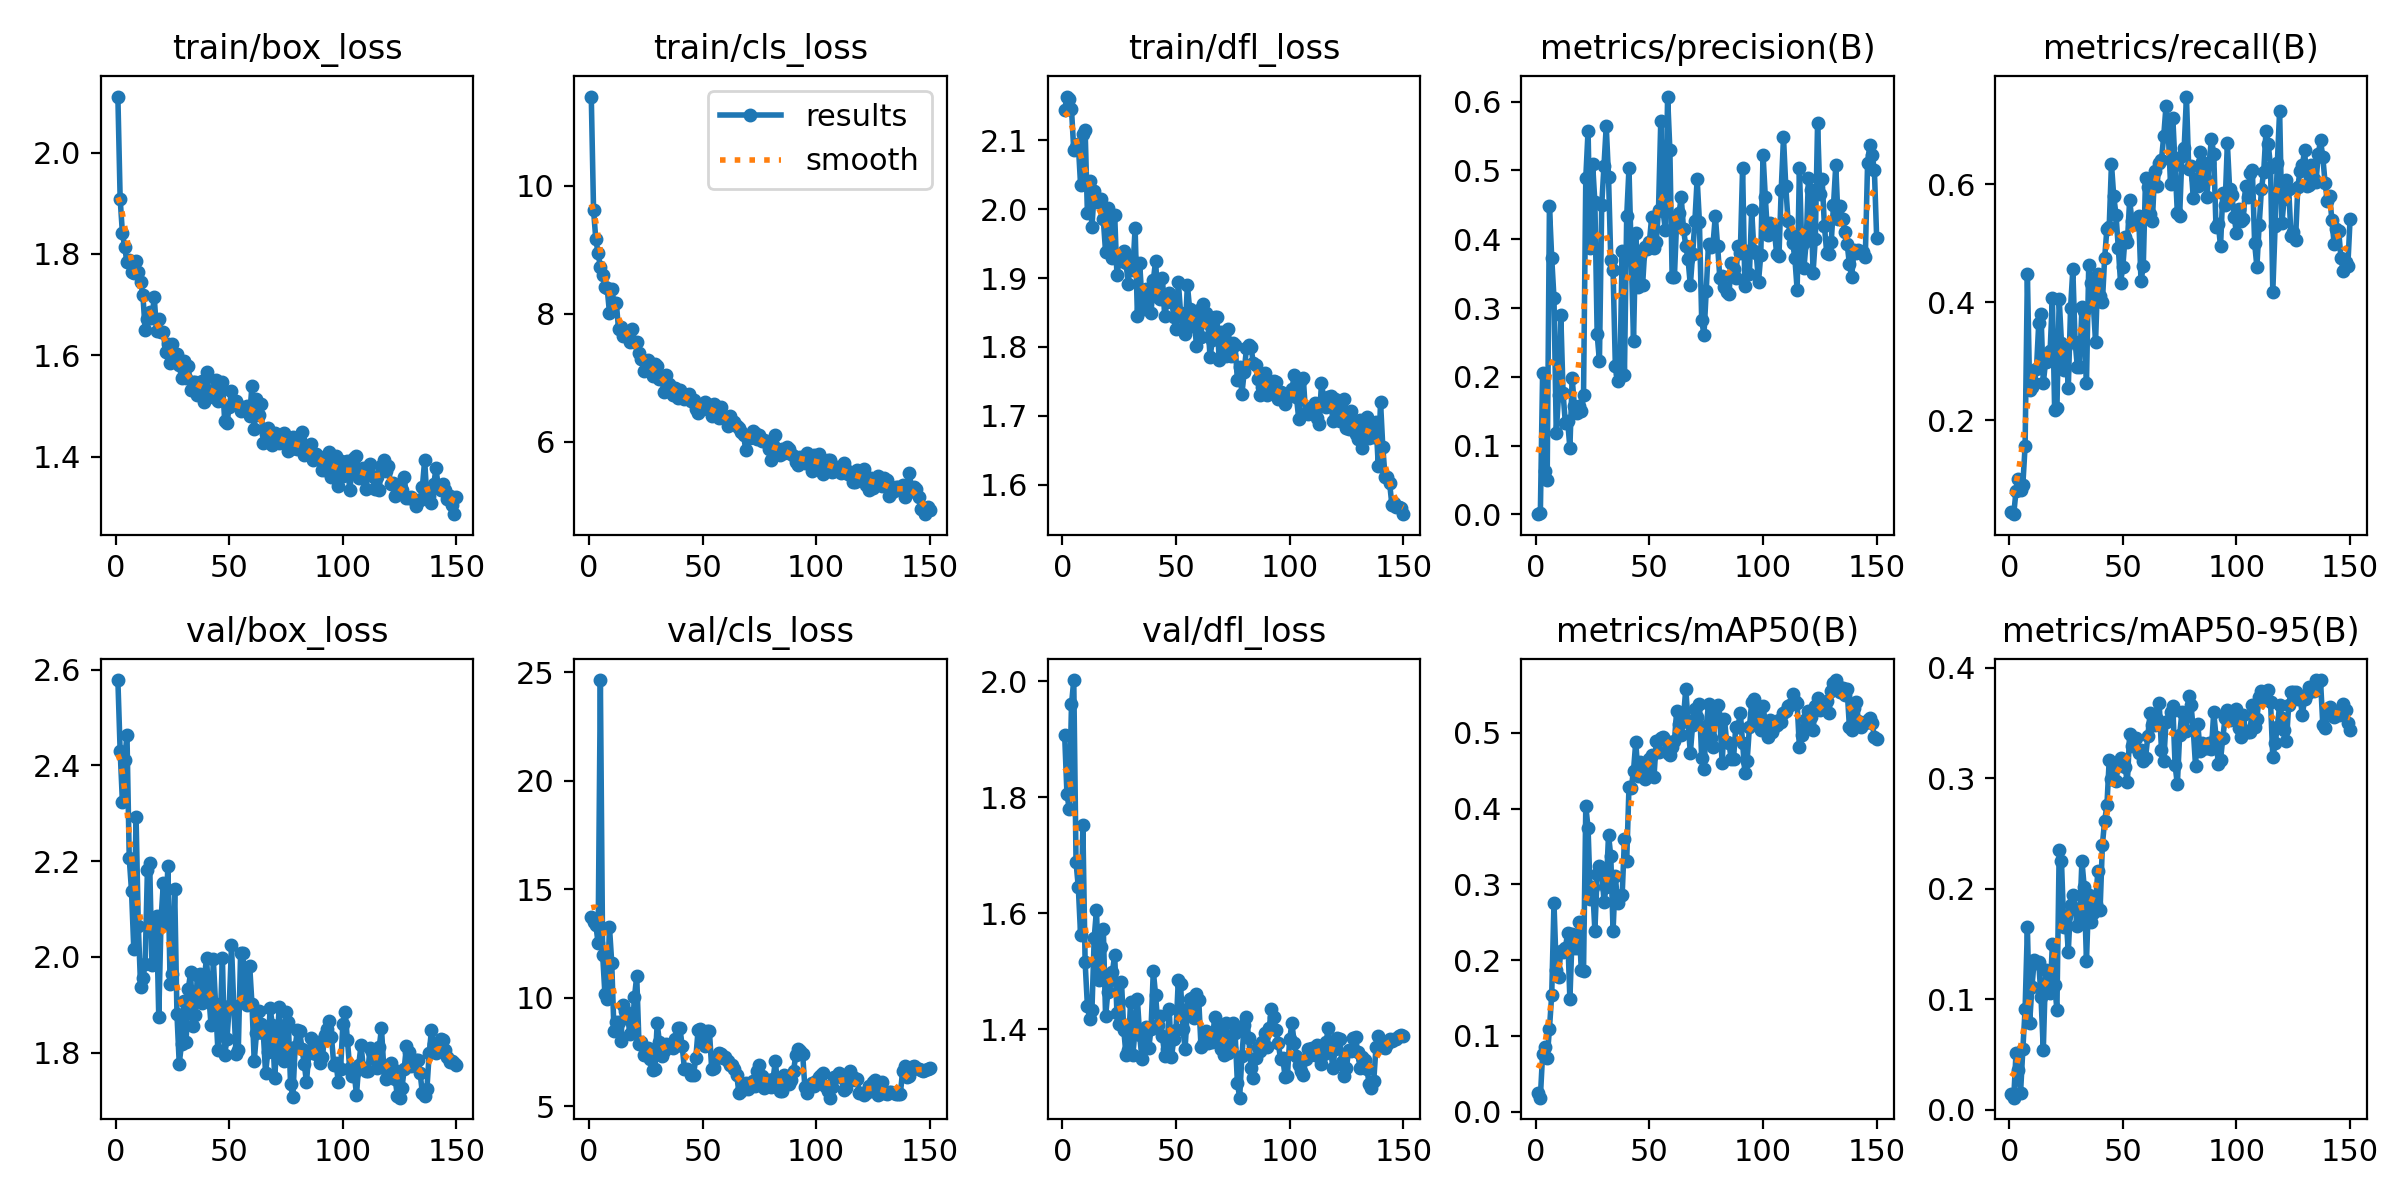 train/box_loss
2.0
1.8
1.6
1.4
0 50 100 150
train/cls_loss
results
smooth
10
8
6
0 50 100 150
train/dfl_loss
2.1
2.0
1.9
1.8
1.7
1.6
0 50 100 150
metrics/precision(B)
0.6
0.5
0.4
0.3
0.2
0.1
0.0
0 50 100 150
metrics/recall(B)
0.6
0.4
0.2
0 50 100 150
val/box_loss
2.6
2.4
2.2
2.0
1.8
0 50 100 150
val/cls_loss
25
20
15
10
5
0 50 100 150
val/dfl_loss
2.0
1.8
1.6
1.4
0 50 100 150
metrics/mAP50(B)
0.5
0.4
0.3
0.2
0.1
0.0
0 50 100 150
metrics/mAP50-95(B)
0.4
0.3
0.2
0.1
0.0
0 50 100 150